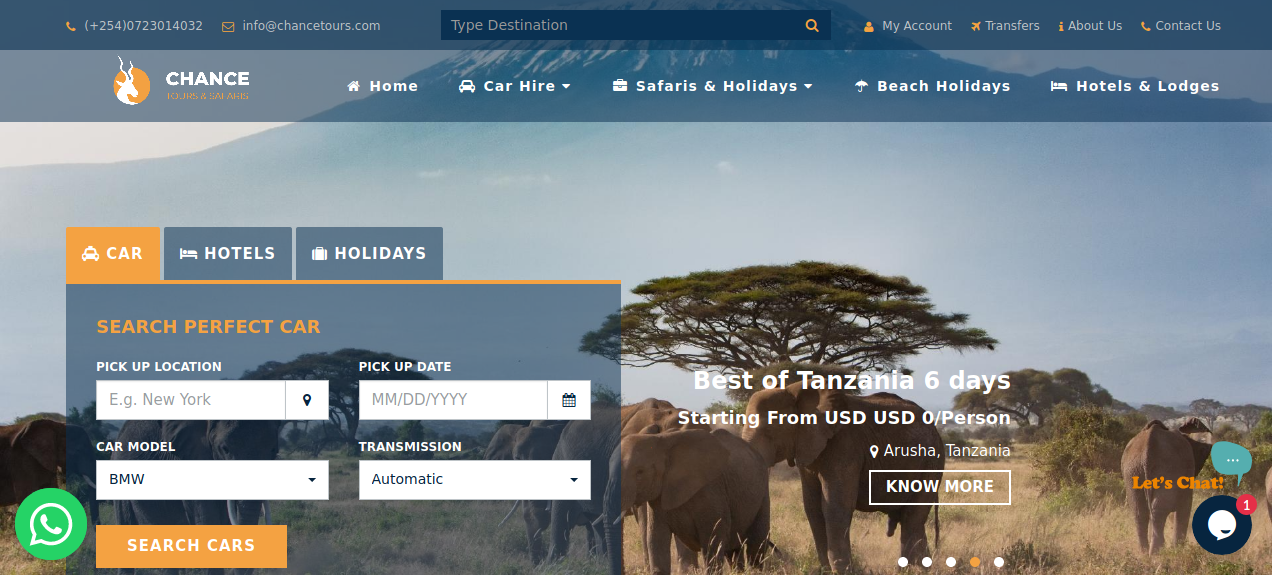 (+254)0723014032 info@chancetours.com Type Destination My Account Transfers About Us Contact Us
CHANCE
TOURS & SAFARIS
Home Car Hire Safaris & Holidays Beach Holidays Hotels & Lodges
CAR HOTELS HOLIDAYS
SEARCH PERFECT CAR
PICK UP LOCATION PICK UP DATE
E.g. New York MM/DD/YYYY
CAR MODEL TRANSMISSION
BMW Automatic
SEARCH CARS
Best of Tanzania 6 days
Starting From USD USD 0/Person
Arusha, Tanzania
KNOW MORE
Let's Chat!
1